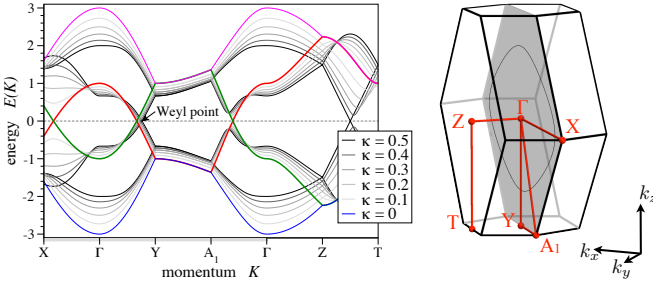 3
2
1
0
-1
-2
-3
energy E(K)
Weyl point
κ = 0.5
κ = 0.4
κ = 0.3
κ = 0.2
κ = 0.1
κ = 0
X Γ Y A1 Γ Z T
momentum K
Z Γ X
T Y A1
kz
kx
ky